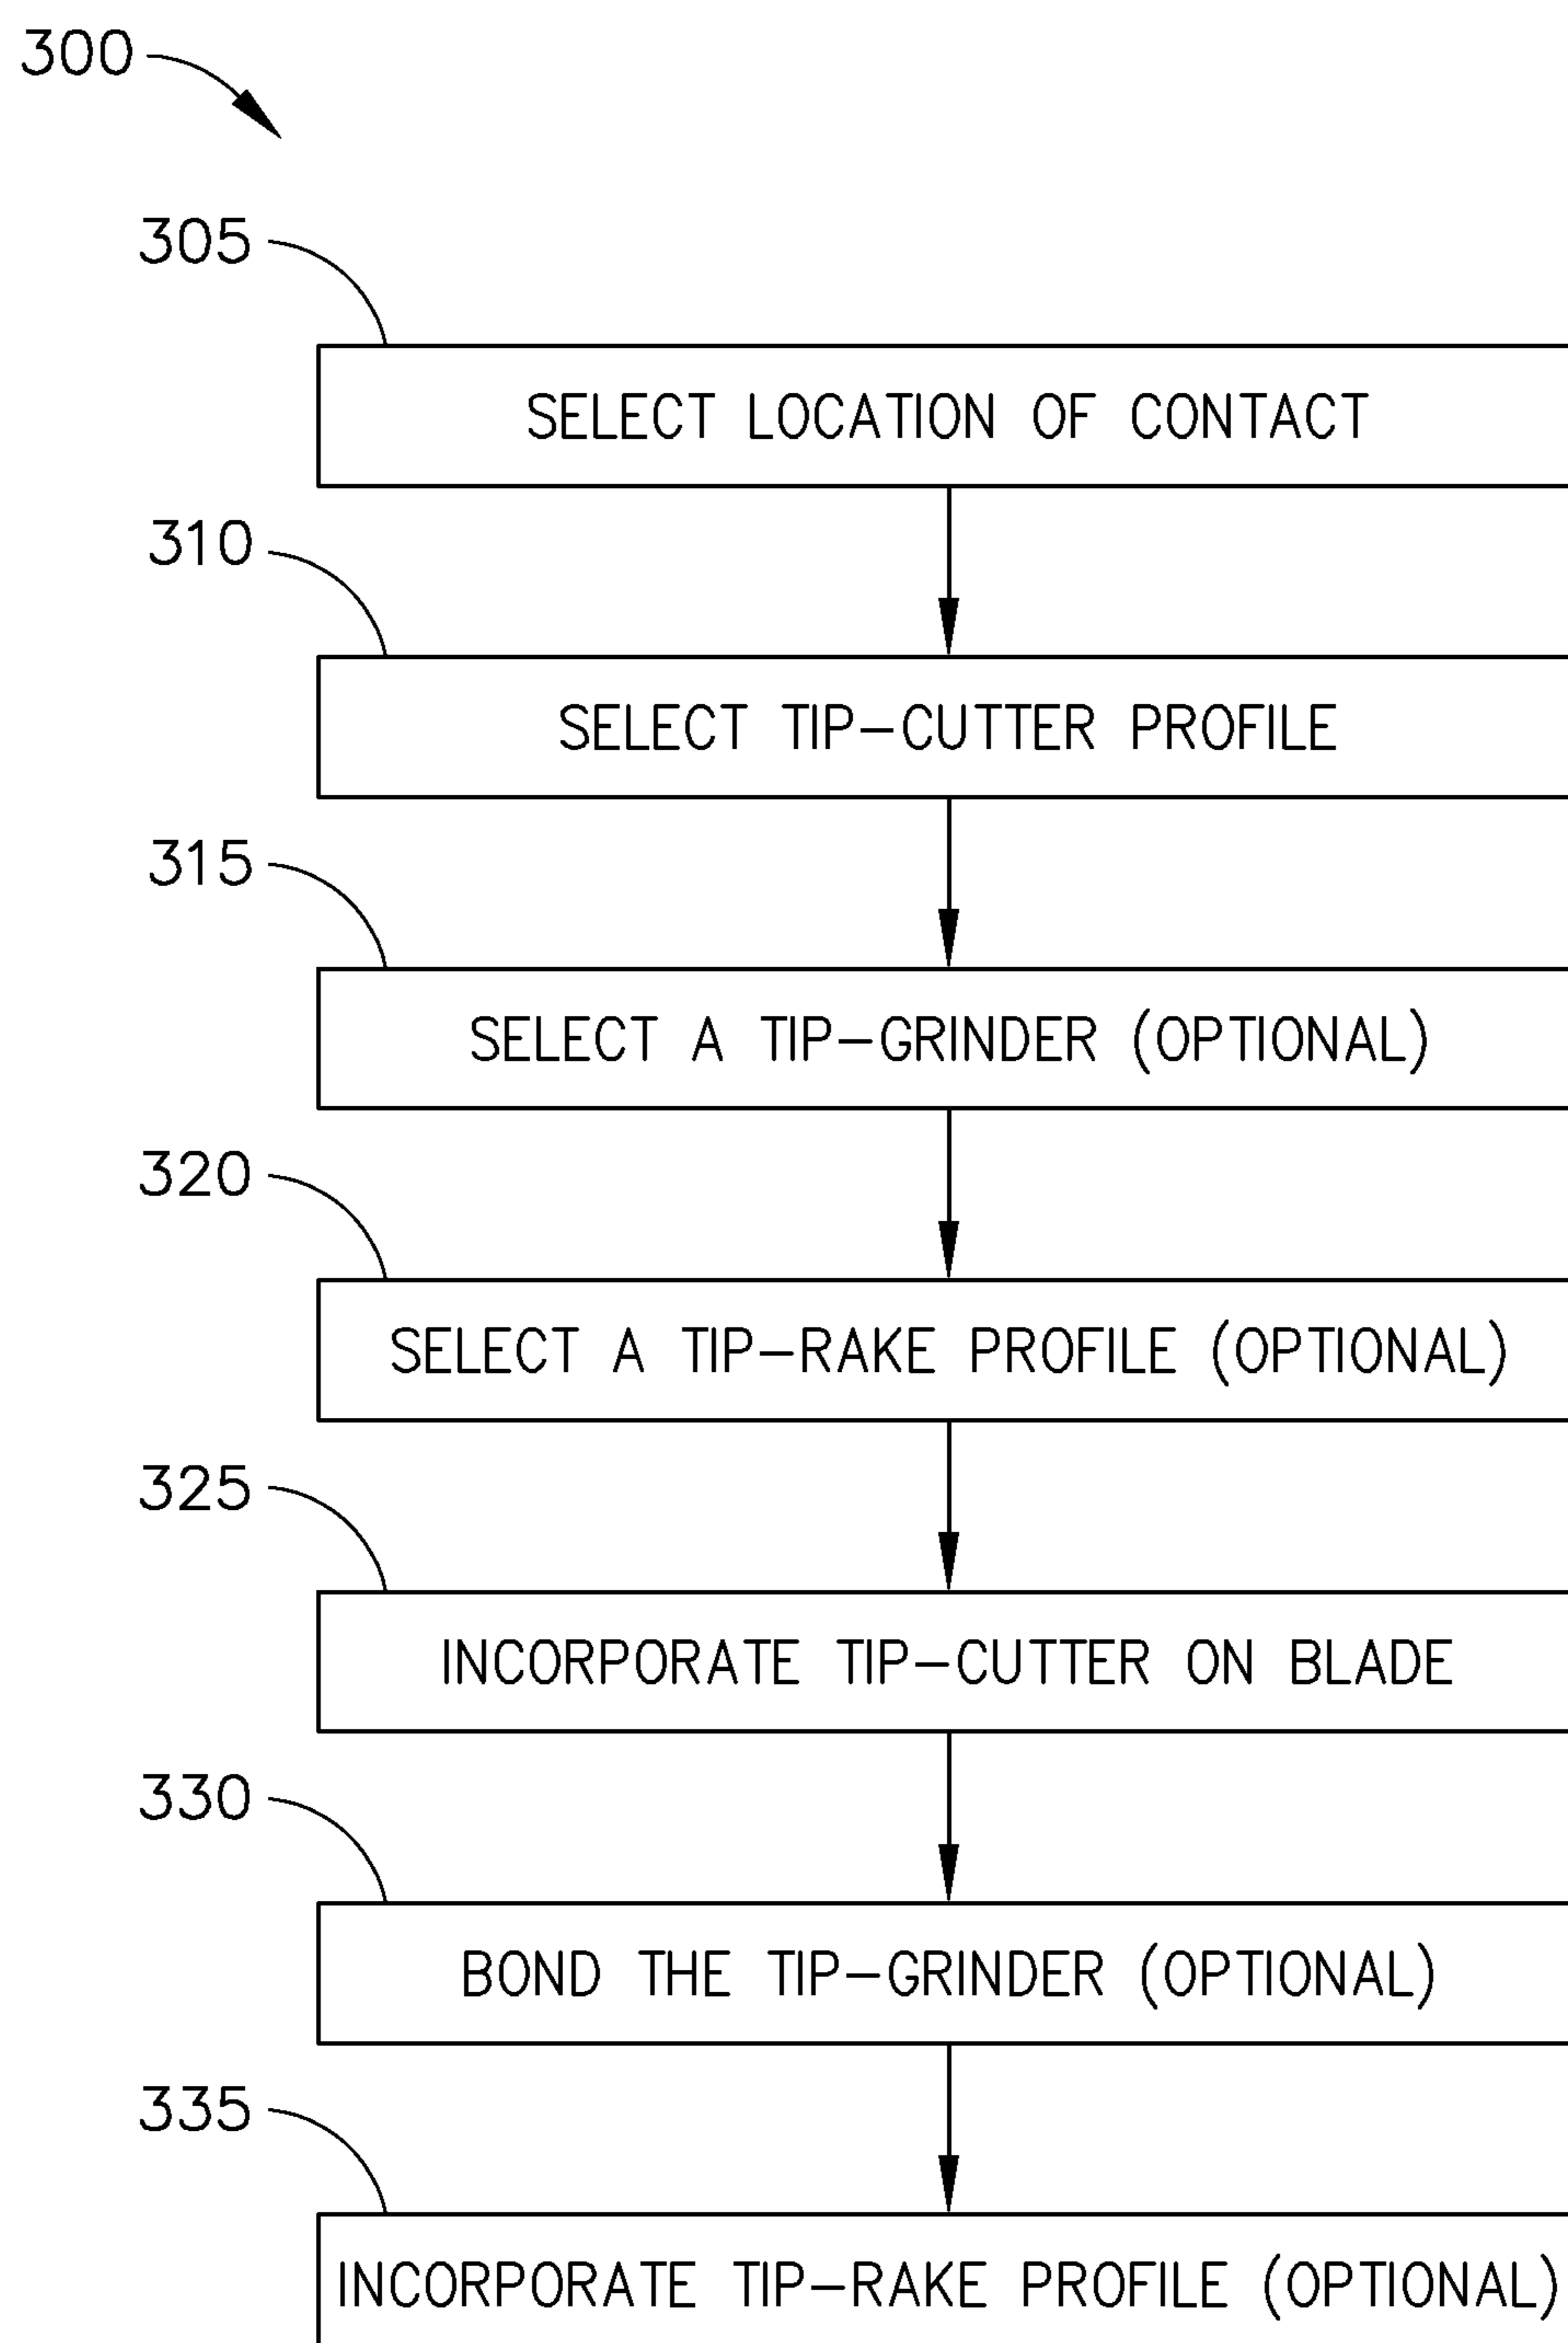 300
305
SELECT LOCATION OF CONTACT
310
SELECT TIP-CUTTER PROFILE
315
SELECT A TIP-GRINDER (OPTIONAL)
320
SELECT A TIP-RAKE PROFILE (OPTIONAL)
325
INCORPORATE TIP-CUTTER ON BLADE
330
BOND THE TIP-GRINDER (OPTIONAL)
335
INCORPORATE TIP-RAKE PROFILE (OPTIONAL)